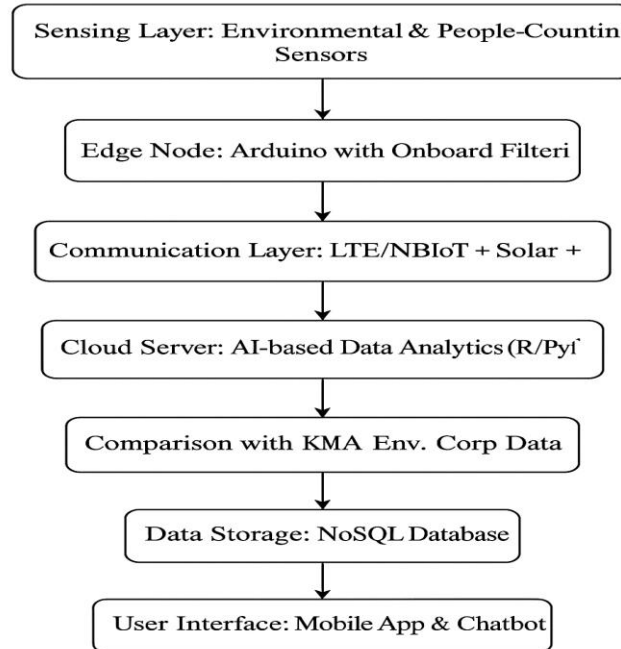 Sensing Layer: Environmental & People-Countin
Sensors
Edge Node: Arduino with Onboard Filteri
Communication Layer: LTE/NBIoT + Solar +
Cloud Server: AI-based Data Analytics (R/Py
Comparison with KMA Env. Corp Data
Data Storage: NoSQL Database
User Interface: Mobile App & Chatbot